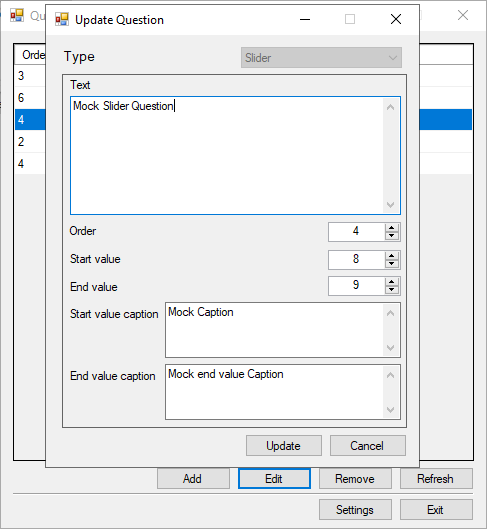 Qu
Update Question
Orde
3
6
4
2
4
Type
Slider
Text
Mock Slider Question
Order
4
Start value
8
End value
9
Start value caption
Mock Caption
End value caption
Mock end value Caption
Update
Cancel
Add
Edit
Remove
Refresh
Settings
Exit